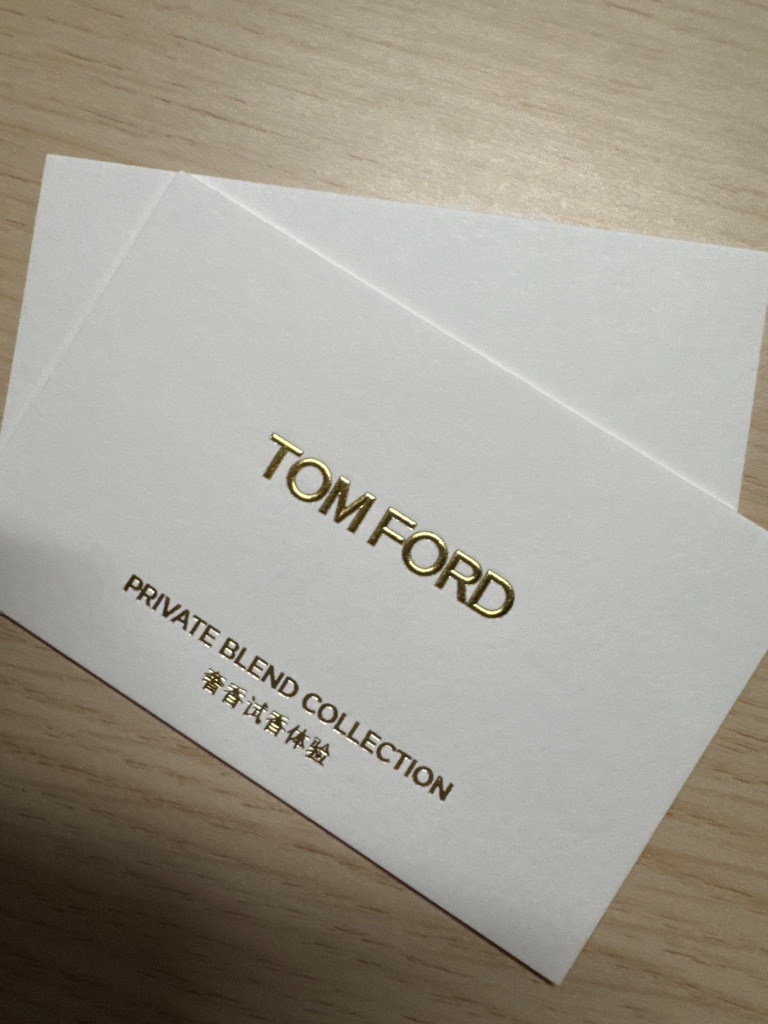 TOM FORD
PRIVATE BLEND COLLECTION
奢香试香体验